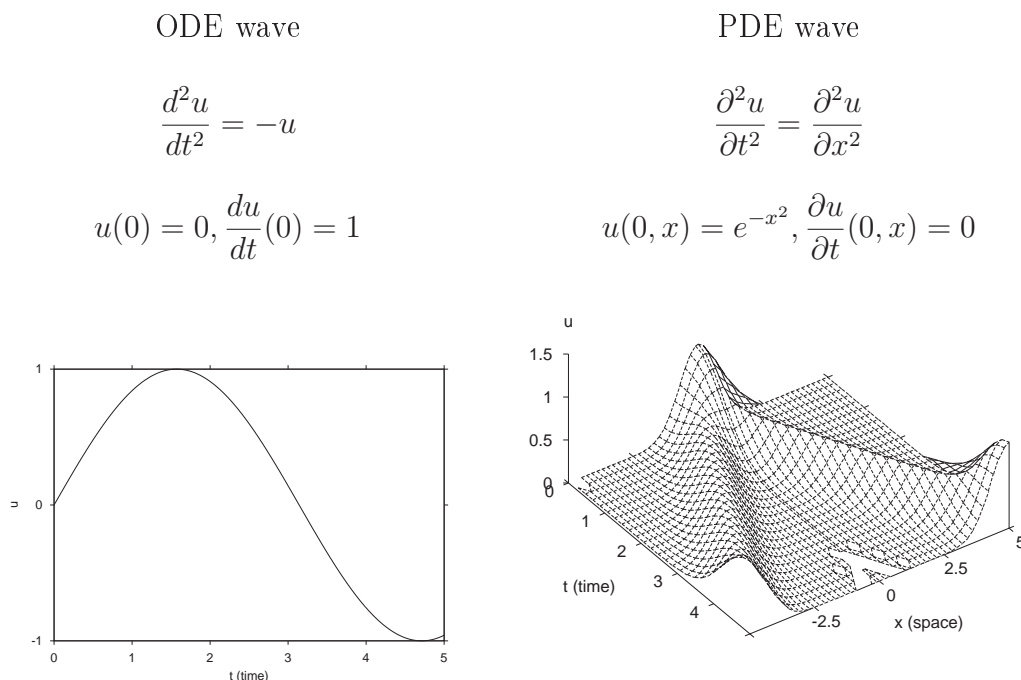 ODE wave
d²u/dt² = −u
u(0) = 0, du/dt(0) = 1
1
0
-1
u
0 1 2 3 4 5
t (time)
PDE wave
∂²u/∂t² = ∂²u/∂x²
u(0, x) = e^{−x²}, ∂u/∂t(0, x) = 0
u
1.5
1
0.5
0
0
1
2
3
4
t (time)
-2.5
0
2.5
5
x (space)